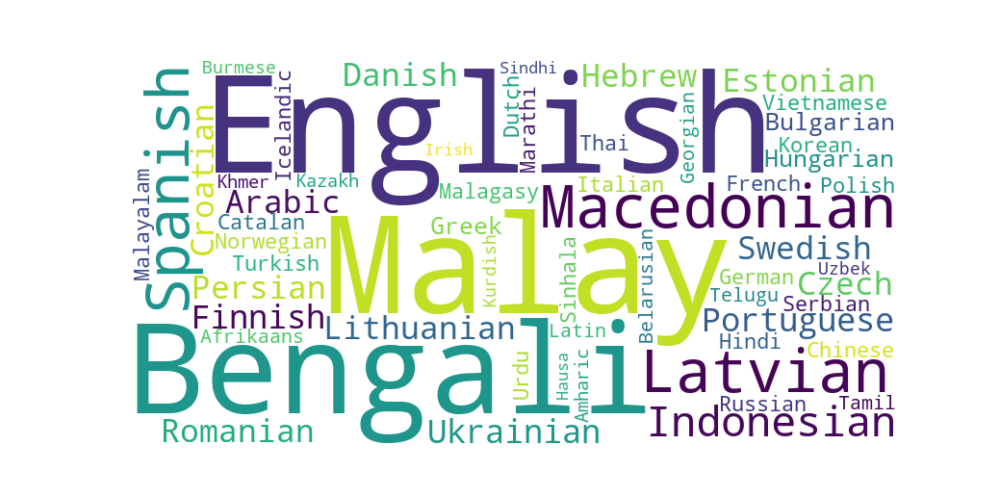 Burmese
Danish
Sindhi
Hebrew
Estonian
English
Spanish
Croatian
Icelandic
Dutch
Marathi
Georgian
Vietnamese
Bulgarian
Thai
Korean
Irish
Hungarian
Malayalam
Khmer
Kazakh
Malagasy
Italian
French
Polish
Arabic
Macedonian
Catalan
Greek
Norwegian
Malay
Kurdish
Sinhala
Belarusian
Swedish
Turkish
Uzbek
German
Czech
Persian
Telugu
Serbian
Finnish
Lithuanian
Latin
Portuguese
Afrikaans
Hindi
Chinese
Bengali
Urdu
Hausa
Amharic
Latvian
Russian
Tamil
Romanian
Ukrainian
Indonesian